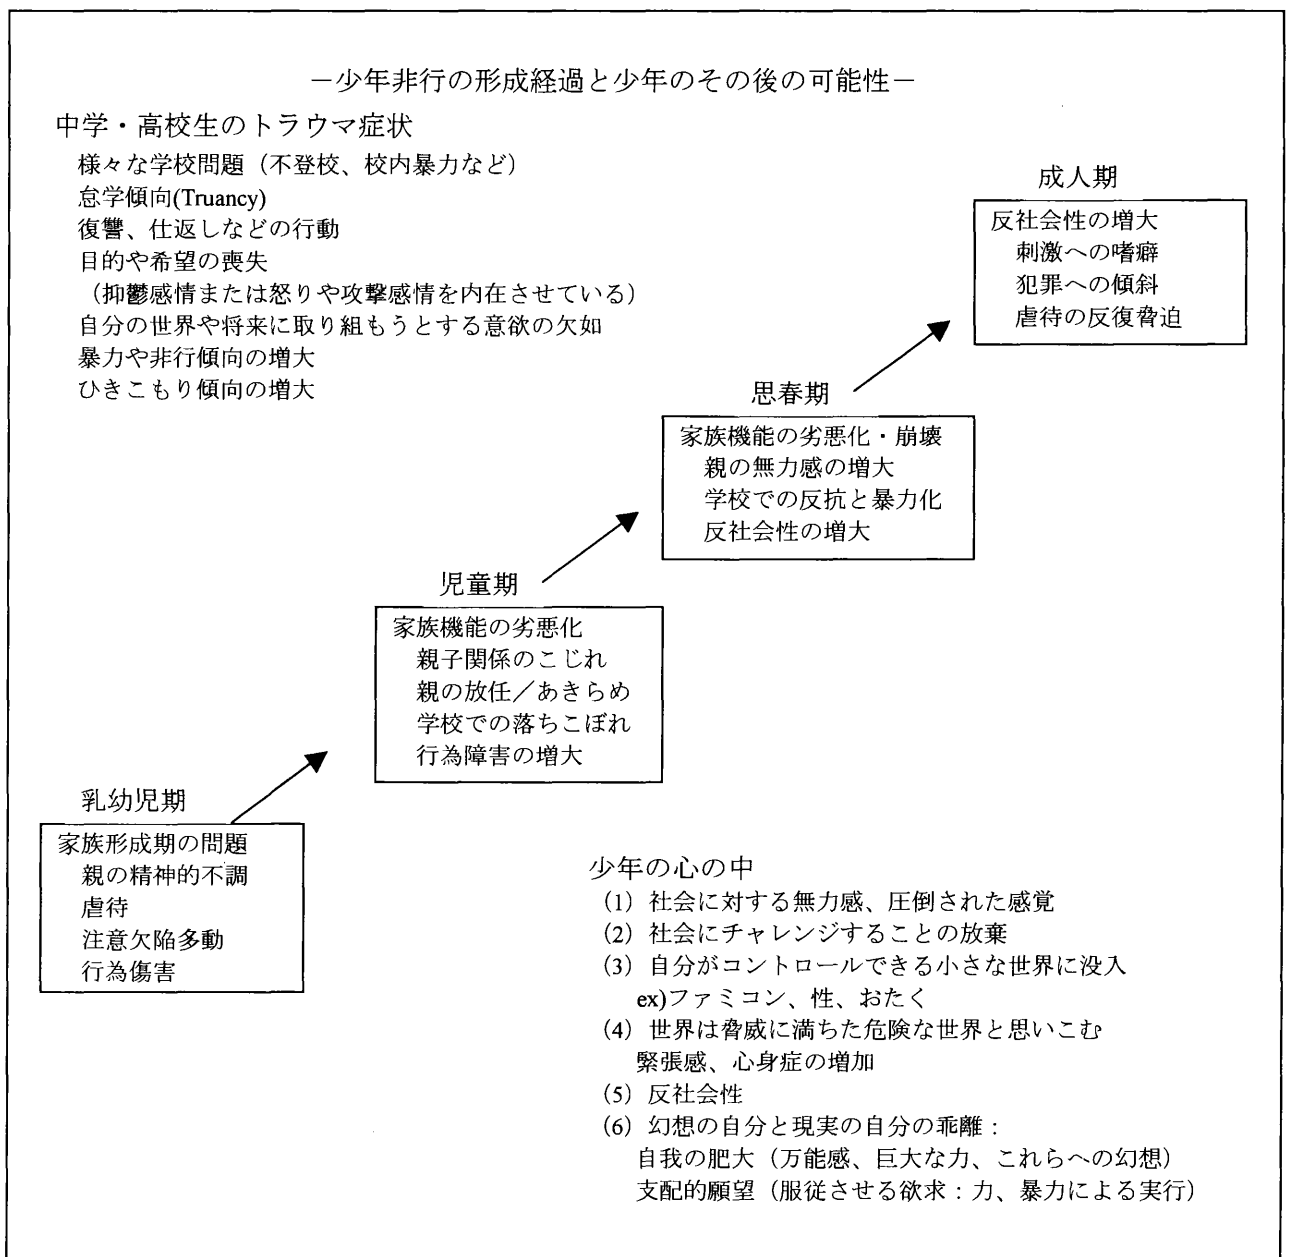 －少年非行の形成経過と少年のその後の可能性－
中学・高校生のトラウマ症状
様々な学校問題（不登校、校内暴力など）
怠学傾向(Truancy)
復讐、仕返しなどの行動
目的や希望の喪失
（抑鬱感情または怒りや攻撃感情を内在させている）
自分の世界や将来に取り組もうとする意欲の欠如
暴力や非行傾向の増大
ひきこもり傾向の増大
成人期
反社会性の増大
刺激への嗜癖
犯罪への傾斜
虐待の反復脅迫
思春期
家族機能の劣悪化・崩壊
親の無力感の増大
学校での反抗と暴力化
反社会性の増大
児童期
家族機能の劣悪化
親子関係のこじれ
親の放任／あきらめ
学校での落ちこぼれ
行為障害の増大
乳幼児期
家族形成期の問題
親の精神的不調
虐待
注意欠陥多動
行為傷害
少年の心の中
（1）社会に対する無力感、圧倒された感覚
（2）社会にチャレンジすることの放棄
（3）自分がコントロールできる小さな世界に没入
ex)ファミコン、性、おたく
（4）世界は脅威に満ちた危険な世界と思いこむ
緊張感、心身症の増加
（5）反社会性
（6）幻想の自分と現実の自分の乖離：
自我の肥大（万能感、巨大な力、これらへの幻想）
支配的願望（服従させる欲求：力、暴力による実行）